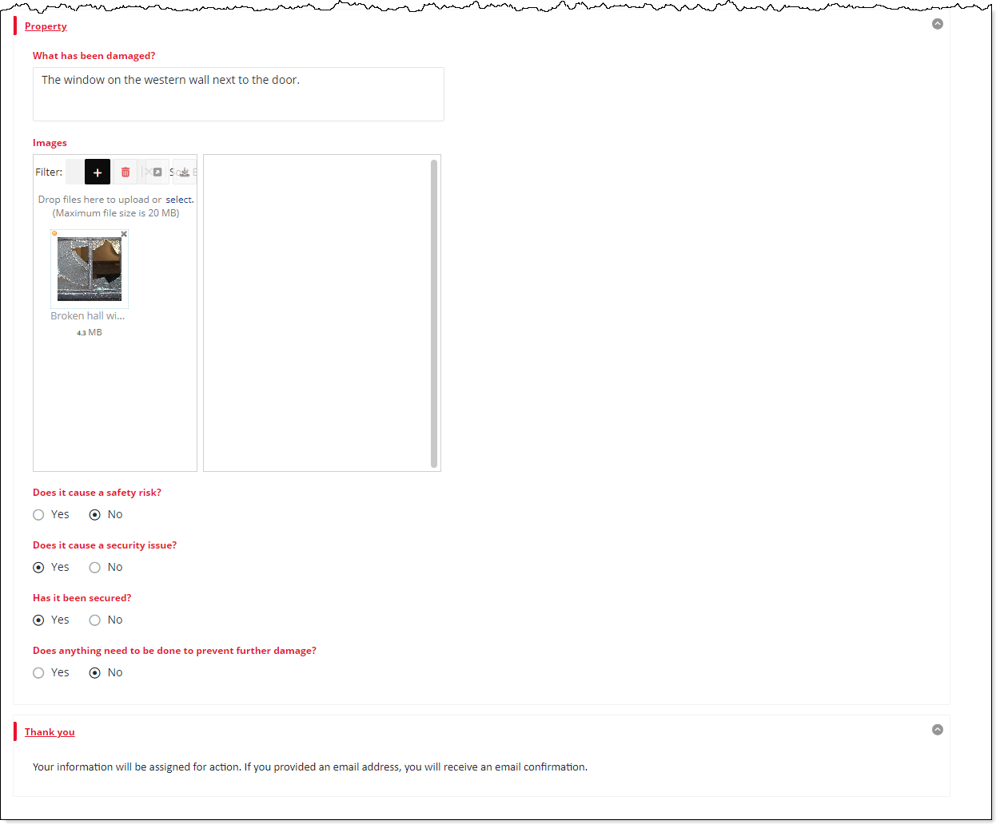 Property
What has been damaged?
The window on the western wall next to the door.
Images
Filter:
Drop files here to upload or select.
(Maximum file size is 20 MB)
Broken hall wi...
4.3 MB
Does it cause a safety risk?
Yes No
Does it cause a security issue?
Yes No
Has it been secured?
Yes No
Does anything need to be done to prevent further damage?
Yes No
Thank you
Your information will be assigned for action. If you provided an email address, you will receive an email confirmation.